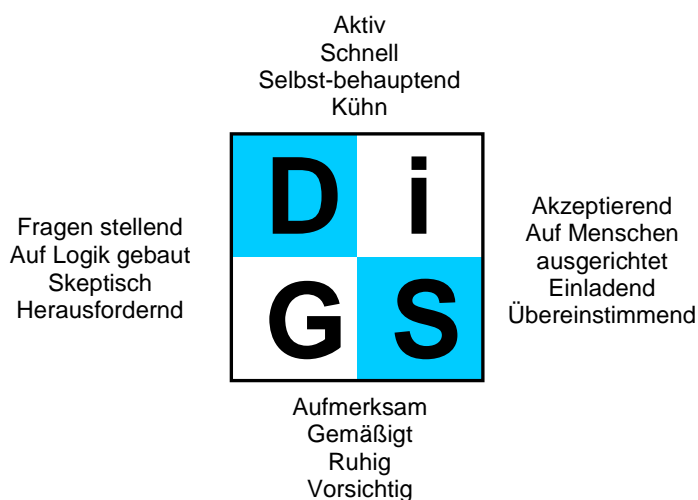 Aktiv
Schnell
Selbst-behauptend
Kühn
D i
Fragen stellend
Auf Logik gebaut
Skeptisch
Herausfordernd
Akzeptierend
Auf Menschen
ausgerichtet
Einladend
Übereinstimmend
G S
Aufmerksam
Gemäßigt
Ruhig
Vorsichtig